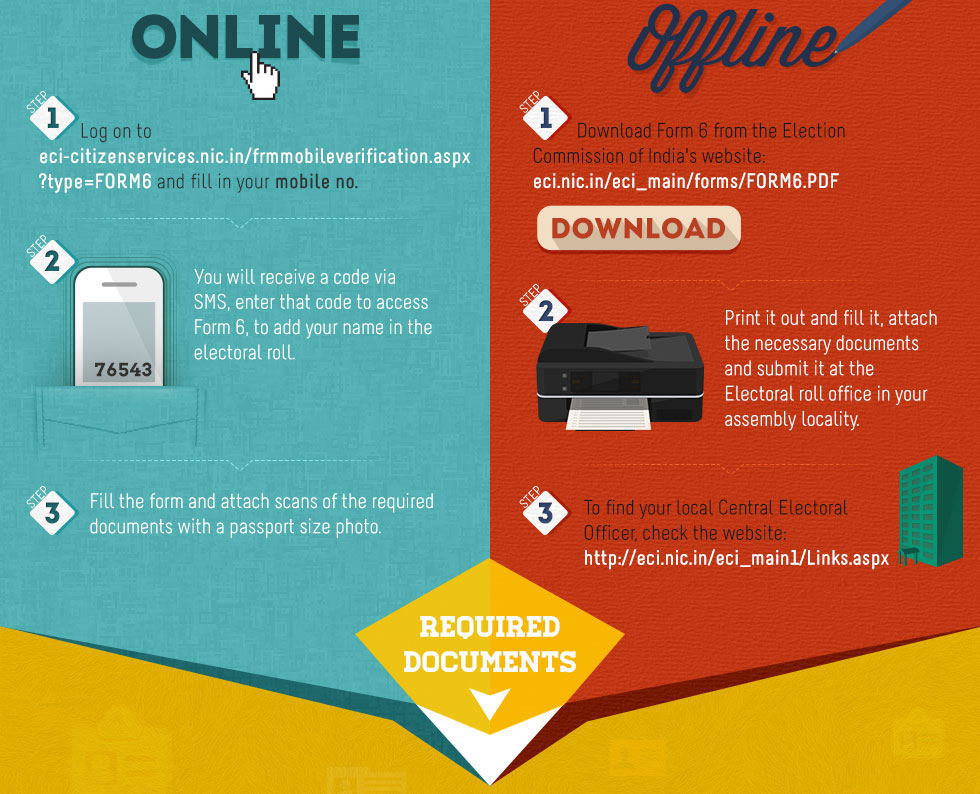 ONLINE
STEP
1
Log on to
eci-citizenservices.nic.in/frmmobileverification.aspx
?type=FORM6 and fill in your mobile no.
STEP
2
You will receive a code via
SMS, enter that code to access
Form 6, to add your name in the
electoral roll.
76543
STEP
3
Fill the form and attach scans of the required
documents with a passport size photo.
Offline
STEP
1
Download Form 6 from the Election
Commission of India's website:
eci.nic.in/eci_main/forms/FORM6.PDF
DOWNLOAD
STEP
2
Print it out and fill it, attach
the necessary documents
and submit it at the
Electoral roll office in your
assembly locality.
STEP
3
To find your local Central Electoral
Officer, check the website:
http://eci.nic.in/eci_main1/Links.aspx
REQUIRED
DOCUMENTS